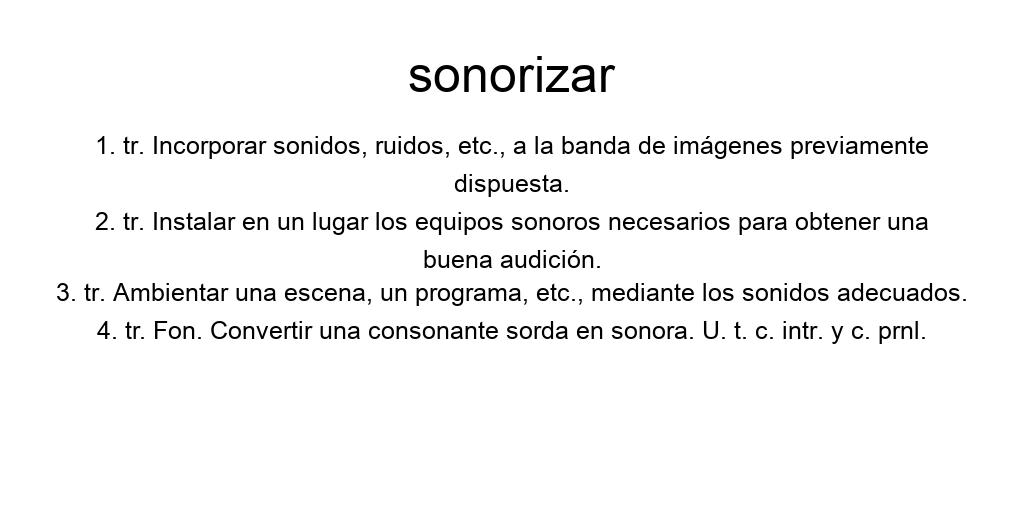 sonorizar
1. tr. Incorporar sonidos, ruidos, etc., a la banda de imágenes previamente
dispuesta.
2. tr. Instalar en un lugar los equipos sonoros necesarios para obtener una
buena audición.
3. tr. Ambientar una escena, un programa, etc., mediante los sonidos adecuados.
4. tr. Fon. Convertir una consonante sorda en sonora. U. t. c. intr. y c. prnl.